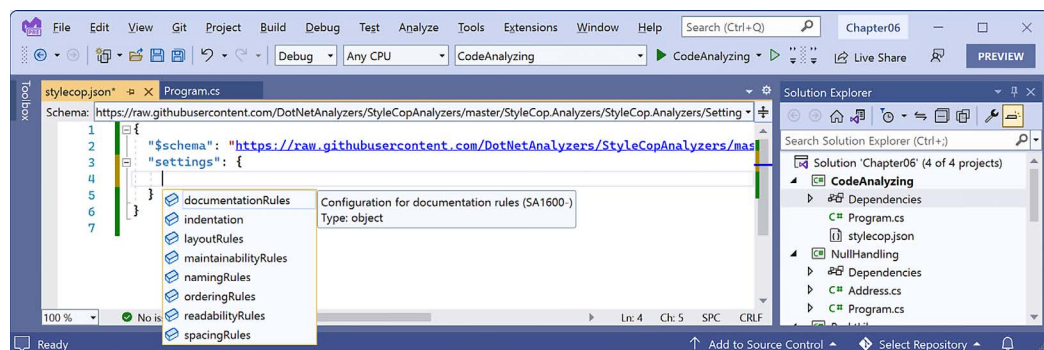 File Edit View Git Project Build Debug Test Analyze Tools Extensions Window Help Search (Ctrl+Q) Chapter06
Debug Any CPU CodeAnalyzing CodeAnalyzing Live Share PREVIEW
Toolbox
stylecop.json* Program.cs
Schema: https://raw.githubusercontent.com/DotNetAnalyzers/StyleCopAnalyzers/master/StyleCop.Analyzers/StyleCop.Analyzers/Setting
1 {
2 "$schema": "https://raw.githubusercontent.com/DotNetAnalyzers/StyleCopAnalyzers/mas
3 "settings": {
4
5 }
6 }
7
documentationRules
indentation
layoutRules
maintainabilityRules
namingRules
orderingRules
readabilityRules
spacingRules
Configuration for documentation rules (SA1600-)
Type: object
100 % No is Ln: 4 Ch: 5 SPC CRLF
Solution Explorer
Search Solution Explorer (Ctrl+;)
Solution 'Chapter06' (4 of 4 projects)
C# CodeAnalyzing
Dependencies
C# Program.cs
stylecop.json
C# NullHandling
Dependencies
C# Address.cs
C# Program.cs
Ready Add to Source Control Select Repository